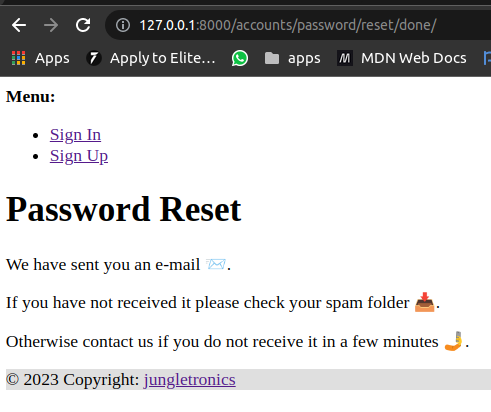 127.0.0.1:8000/accounts/password/reset/done/
Apps Apply to Elite… apps MDN Web Docs
Menu:
Sign In
Sign Up
Password Reset
We have sent you an e-mail 📨.
If you have not received it please check your spam folder 📥.
Otherwise contact us if you do not receive it in a few minutes 🤳.
© 2023 Copyright: jungletronics